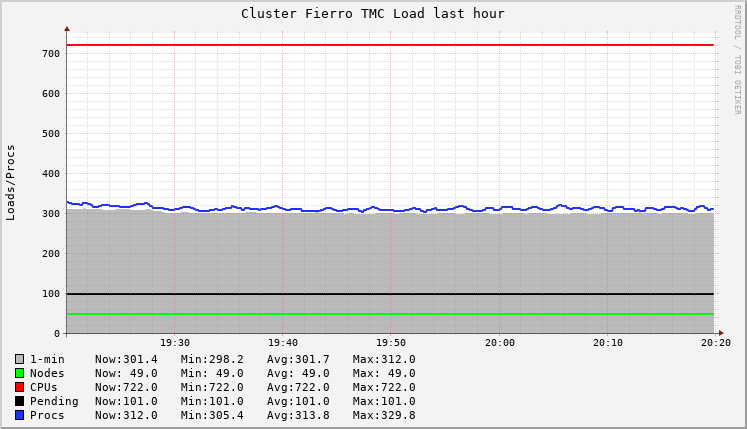 Cluster Fierro TMC Load last hour
RRDTOOL / TOBI OETIKER
Loads/Procs
700
600
500
400
300
200
100
0
19:30 19:40 19:50 20:00 20:10 20:20
1-min Now:301.4 Min:298.2 Avg:301.7 Max:312.0
Nodes Now: 49.0 Min: 49.0 Avg: 49.0 Max: 49.0
CPUs Now:722.0 Min:722.0 Avg:722.0 Max:722.0
Pending Now:101.0 Min:101.0 Avg:101.0 Max:101.0
Procs Now:312.0 Min:305.4 Avg:313.8 Max:329.8